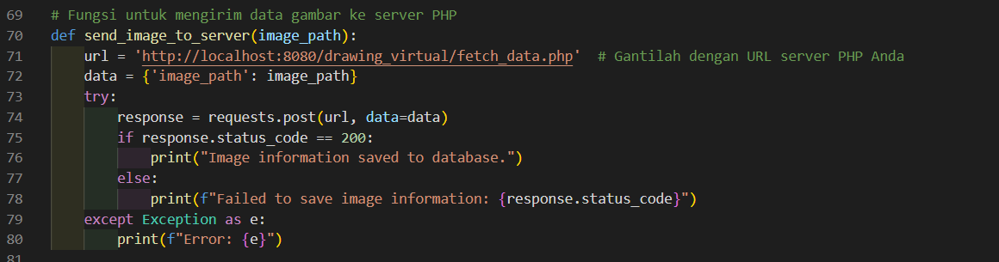 69 # Fungsi untuk mengirim data gambar ke server PHP
70 def send_image_to_server(image_path):
71     url = 'http://localhost:8080/drawing_virtual/fetch_data.php'  # Gantilah dengan URL server PHP Anda
72     data = {'image_path': image_path}
73     try:
74         response = requests.post(url, data=data)
75         if response.status_code == 200:
76             print("Image information saved to database.")
77         else:
78             print(f"Failed to save image information: {response.status_code}")
79     except Exception as e:
80         print(f"Error: {e}")
81